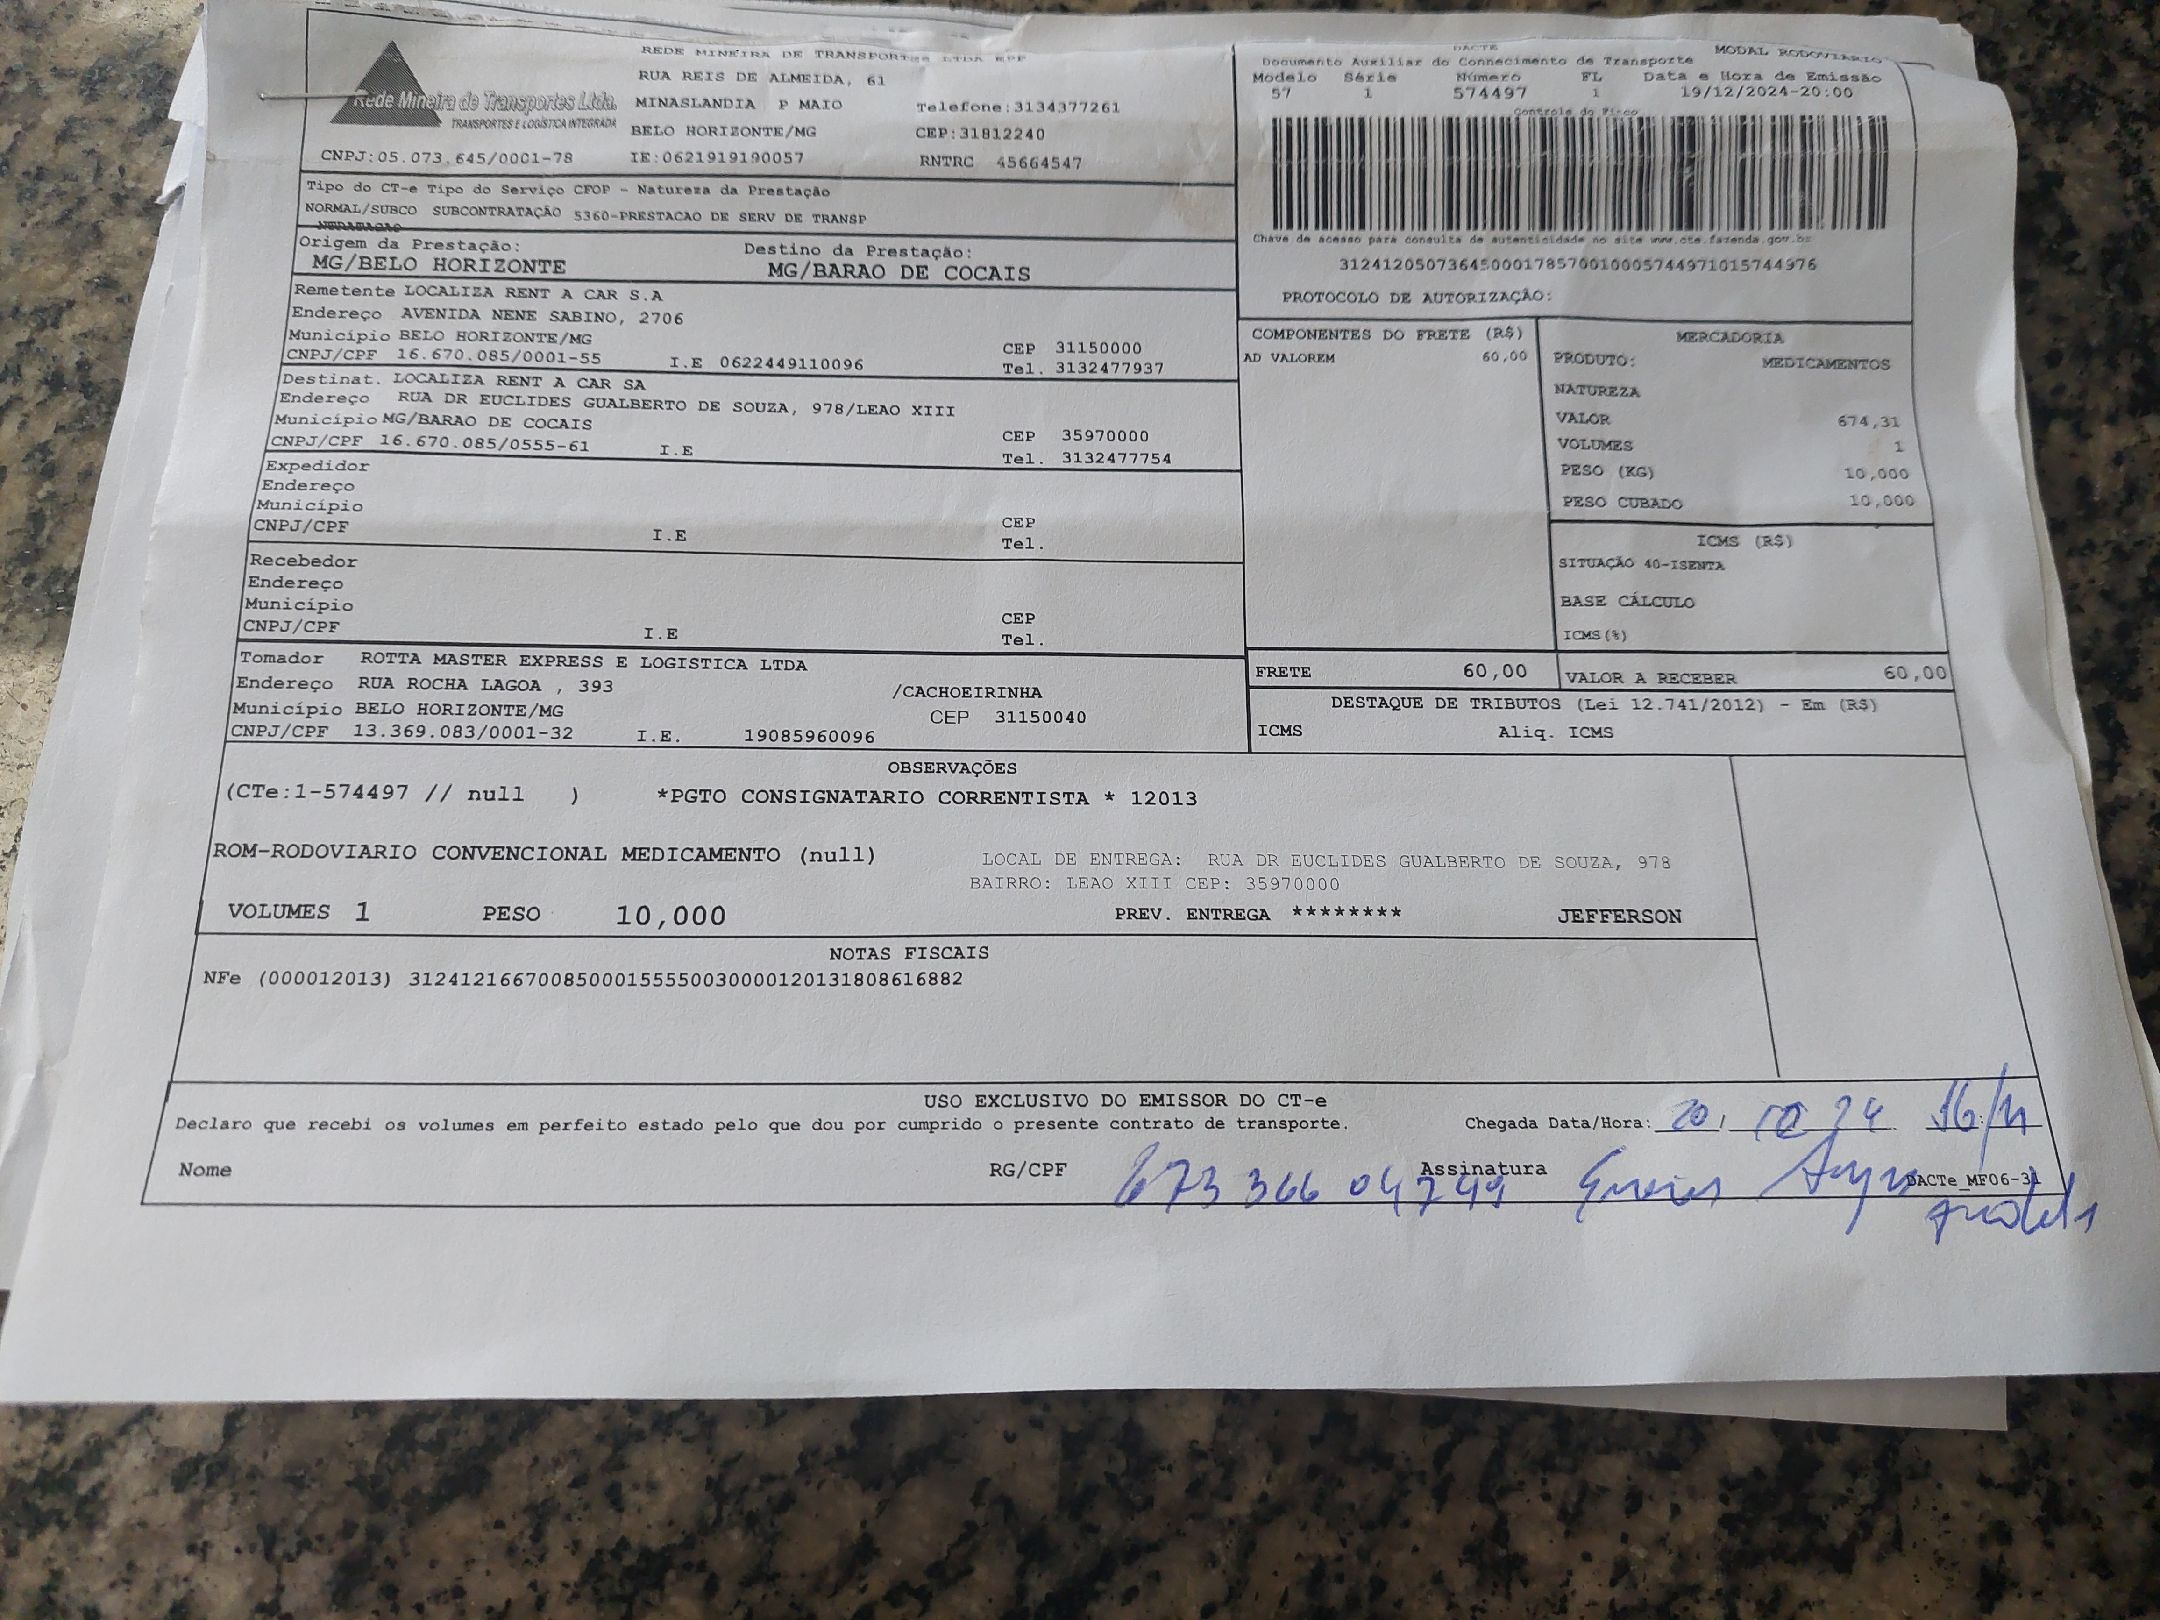 REDE MINEIRA DE TRANSPORTES LTDA EPP
RUA REIS DE ALMEIDA, 61
MINASLANDIA P MAIO Telefone:3134377261
BELO HORIZONTE/MG CEP:31812240
CNPJ:05.073.645/0001-78 IE:0621919190057 RNTRC 45664547
Rede Mineira de Transportes Ltda.
TRANSPORTES E LOGÍSTICA INTEGRADA
DACTE MODAL RODOVIARIO
Documento Auxiliar do Conhecimento de Transporte
Modelo Série Número FL Data e Hora de Emissão
57 1 574497 1 19/12/2024-20:00
Controle do Fisco
Chave de acesso para consulta de autenticidade no site www.cte.fazenda.gov.br
31241205073645000178570010005744971015744976
PROTOCOLO DE AUTORIZAÇÃO:
Tipo do CT-e Tipo do Serviço CFOP - Natureza da Prestação
NORMAL/SUBCO SUBCONTRATAÇÃO 5360-PRESTACAO DE SERV DE TRANSP
Origem da Prestação: Destino da Prestação:
MG/BELO HORIZONTE MG/BARAO DE COCAIS
Remetente LOCALIZA RENT A CAR S.A
Endereço AVENIDA NENE SABINO, 2706
Município BELO HORIZONTE/MG CEP 31150000
CNPJ/CPF 16.670.085/0001-55 I.E 0622449110096 Tel. 3132477937
Destinat. LOCALIZA RENT A CAR SA
Endereço RUA DR EUCLIDES GUALBERTO DE SOUZA, 978/LEAO XIII
Município MG/BARAO DE COCAIS CEP 35970000
CNPJ/CPF 16.670.085/0555-61 I.E Tel. 3132477754
Expedidor
Endereço
Município CEP
CNPJ/CPF I.E Tel.
Recebedor
Endereço
Município CEP
CNPJ/CPF I.E Tel.
Tomador ROTTA MASTER EXPRESS E LOGISTICA LTDA
Endereço RUA ROCHA LAGOA , 393 /CACHOEIRINHA
Município BELO HORIZONTE/MG CEP 31150040
CNPJ/CPF 13.369.083/0001-32 I.E. 19085960096
COMPONENTES DO FRETE (R$)
AD VALOREM 60,00
MERCADORIA
PRODUTO: MEDICAMENTOS
NATUREZA
VALOR 674,31
VOLUMES 1
PESO (KG) 10,000
PESO CUBADO 10,000
ICMS (R$)
SITUAÇÃO 40-ISENTA
BASE CÁLCULO
ICMS(%)
FRETE 60,00 VALOR A RECEBER 60,00
DESTAQUE DE TRIBUTOS (Lei 12.741/2012) - Em (R$)
ICMS Aliq. ICMS
OBSERVAÇÕES
(CTe:1-574497 // null ) *PGTO CONSIGNATARIO CORRENTISTA * 12013
ROM-RODOVIARIO CONVENCIONAL MEDICAMENTO (null) LOCAL DE ENTREGA: RUA DR EUCLIDES GUALBERTO DE SOUZA, 978
BAIRRO: LEAO XIII CEP: 35970000
VOLUMES 1 PESO 10,000 PREV. ENTREGA ******** JEFFERSON
NOTAS FISCAIS
NFe (000012013) 31241216670085000155550030000120131808616882
USO EXCLUSIVO DO EMISSOR DO CT-e
Declaro que recebi os volumes em perfeito estado pelo que dou por cumprido o presente contrato de transporte. Chegada Data/Hora: 20,
Nome RG/CPF Assinatura
DACTe_MF06-31